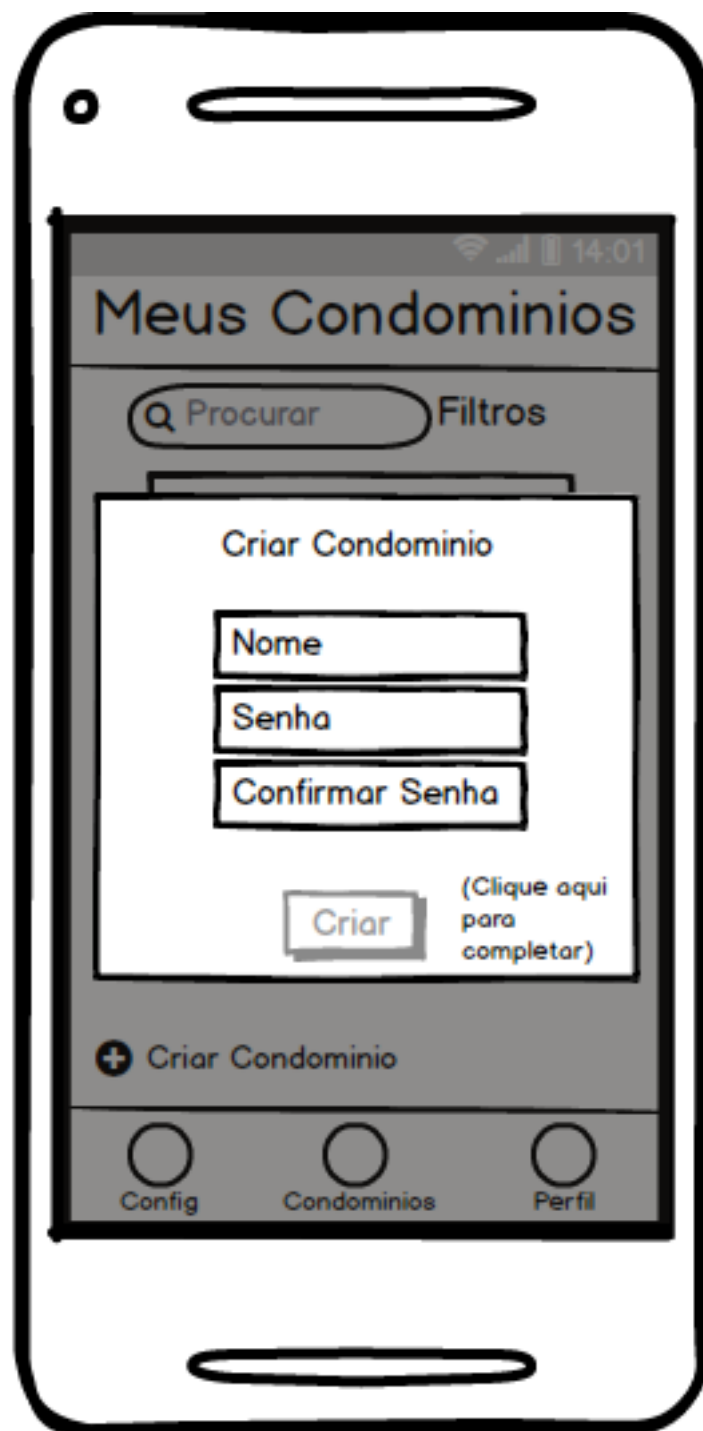 14:01
Meus Condominios
Procurar
Filtros
Criar Condominio
Nome
Senha
Confirmar Senha
Criar
(Clique aqui
para
completar)
Criar Condominio
Config
Condominios
Perfil